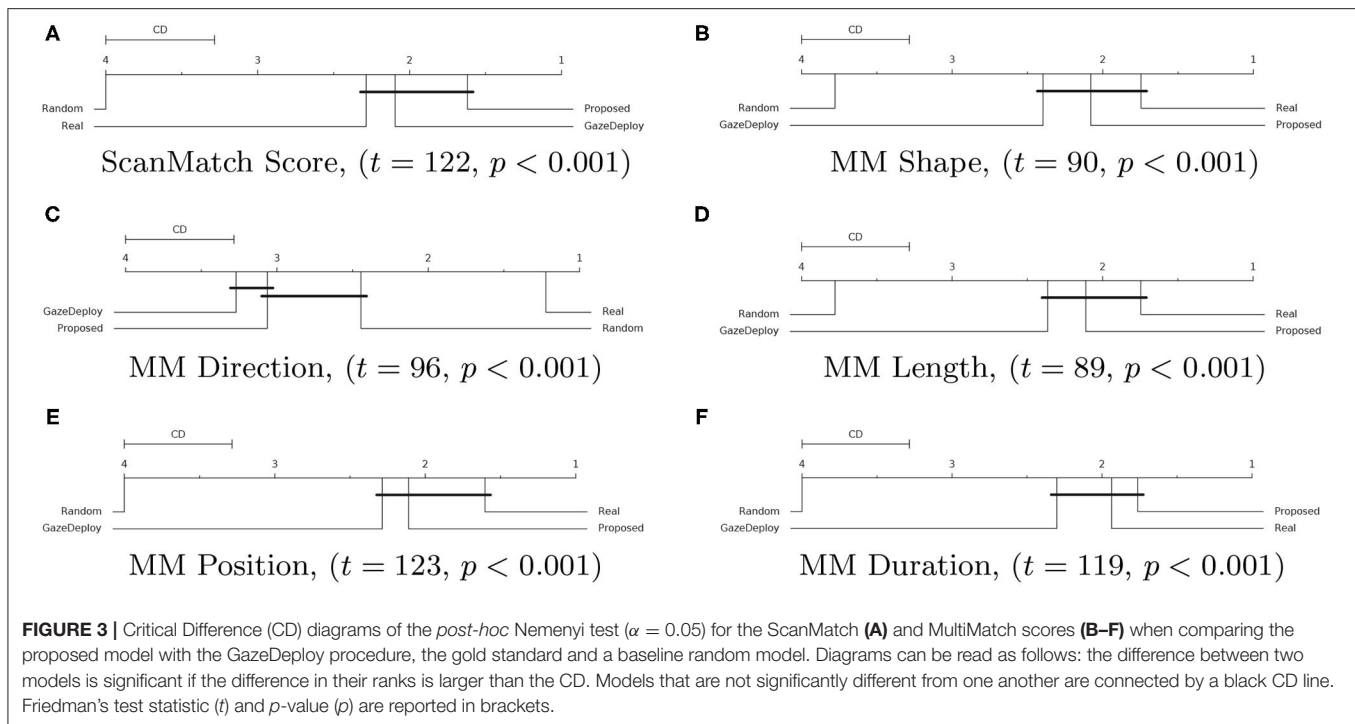 A
CD
4 3 2 1
Random Proposed
Real GazeDeploy
ScanMatch Score, (t = 122, p < 0.001)
B
CD
4 3 2 1
Random Real
GazeDeploy Proposed
MM Shape, (t = 90, p < 0.001)
C
CD
4 3 2 1
GazeDeploy Real
Proposed Random
MM Direction, (t = 96, p < 0.001)
D
CD
4 3 2 1
Random Real
GazeDeploy Proposed
MM Length, (t = 89, p < 0.001)
E
CD
4 3 2 1
Random Real
GazeDeploy Proposed
MM Position, (t = 123, p < 0.001)
F
CD
4 3 2 1
Random Proposed
GazeDeploy Real
MM Duration, (t = 119, p < 0.001)
FIGURE 3 | Critical Difference (CD) diagrams of the post-hoc Nemenyi test (α = 0.05) for the ScanMatch (A) and MultiMatch scores (B–F) when comparing the
proposed model with the GazeDeploy procedure, the gold standard and a baseline random model. Diagrams can be read as follows: the difference between two
models is significant if the difference in their ranks is larger than the CD. Models that are not significantly different from one another are connected by a black CD line.
Friedman's test statistic (t) and p-value (p) are reported in brackets.